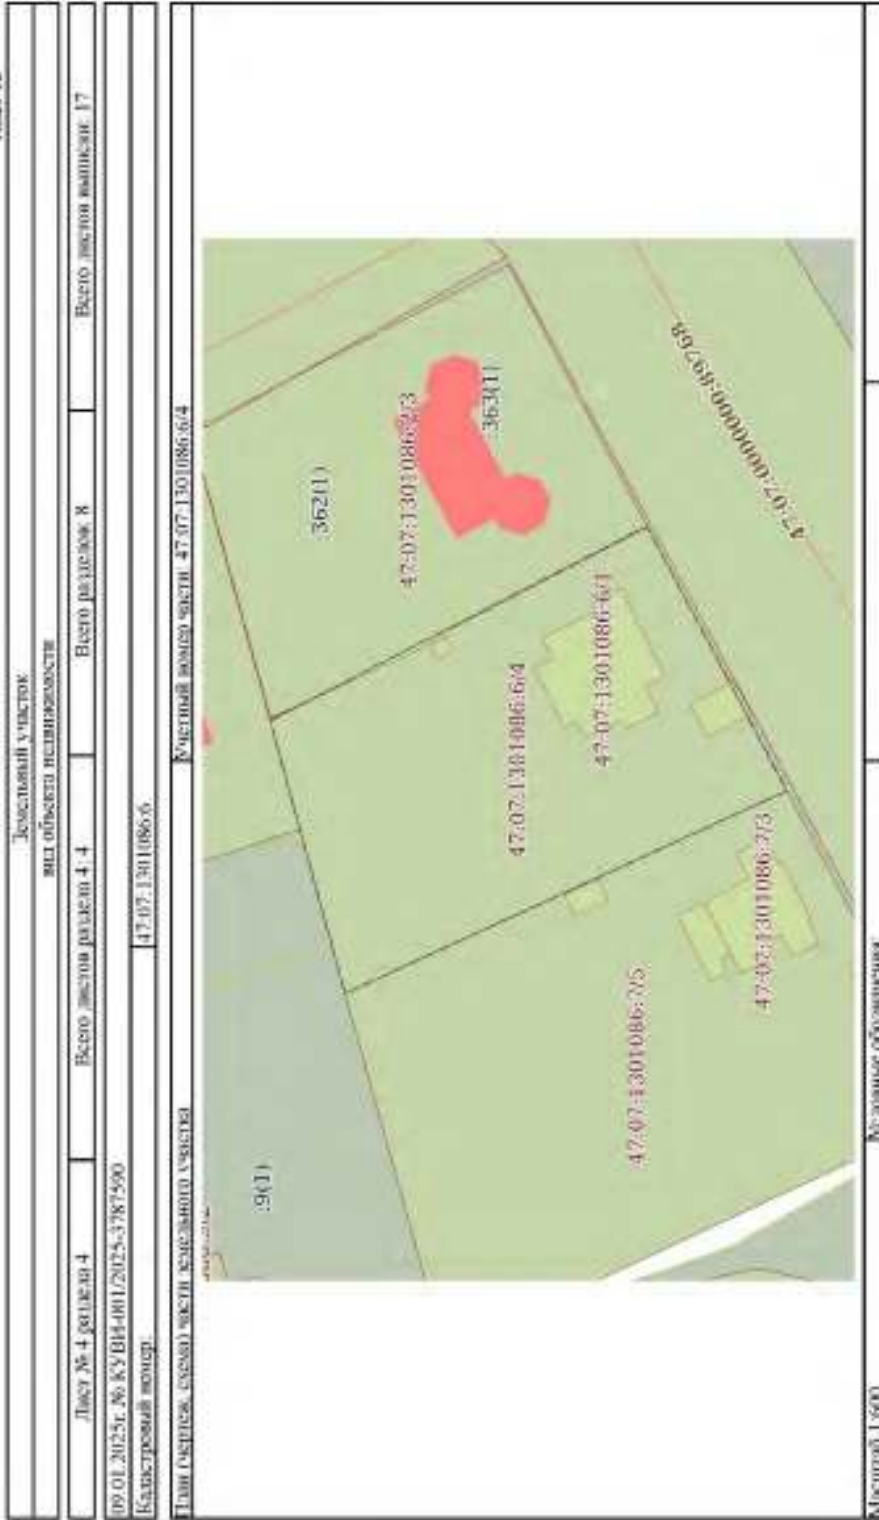 Земельный участок
вид объекта недвижимости
Лист № 4 раздела 4 Всего листов раздела 4: 4 Всего разделов: 8 Всего листов выписки: 17
09.01.2025г. № КУВИ-001/2025-3787590
Кадастровый номер: 47:07:1301086:6
План (чертеж, схема) части земельного участка Учетный номер части: 47:07:1301086:6/4
:9(1)
:362(1)
47:07:1301086:2/3
:363(1)
47:07:1301086:6/4
47:07:1301086:6/1
47:07:0000000:89768
47:07:1301086:7/5
47:07:1301086:7/3
Масштаб 1:600 Условные обозначения: